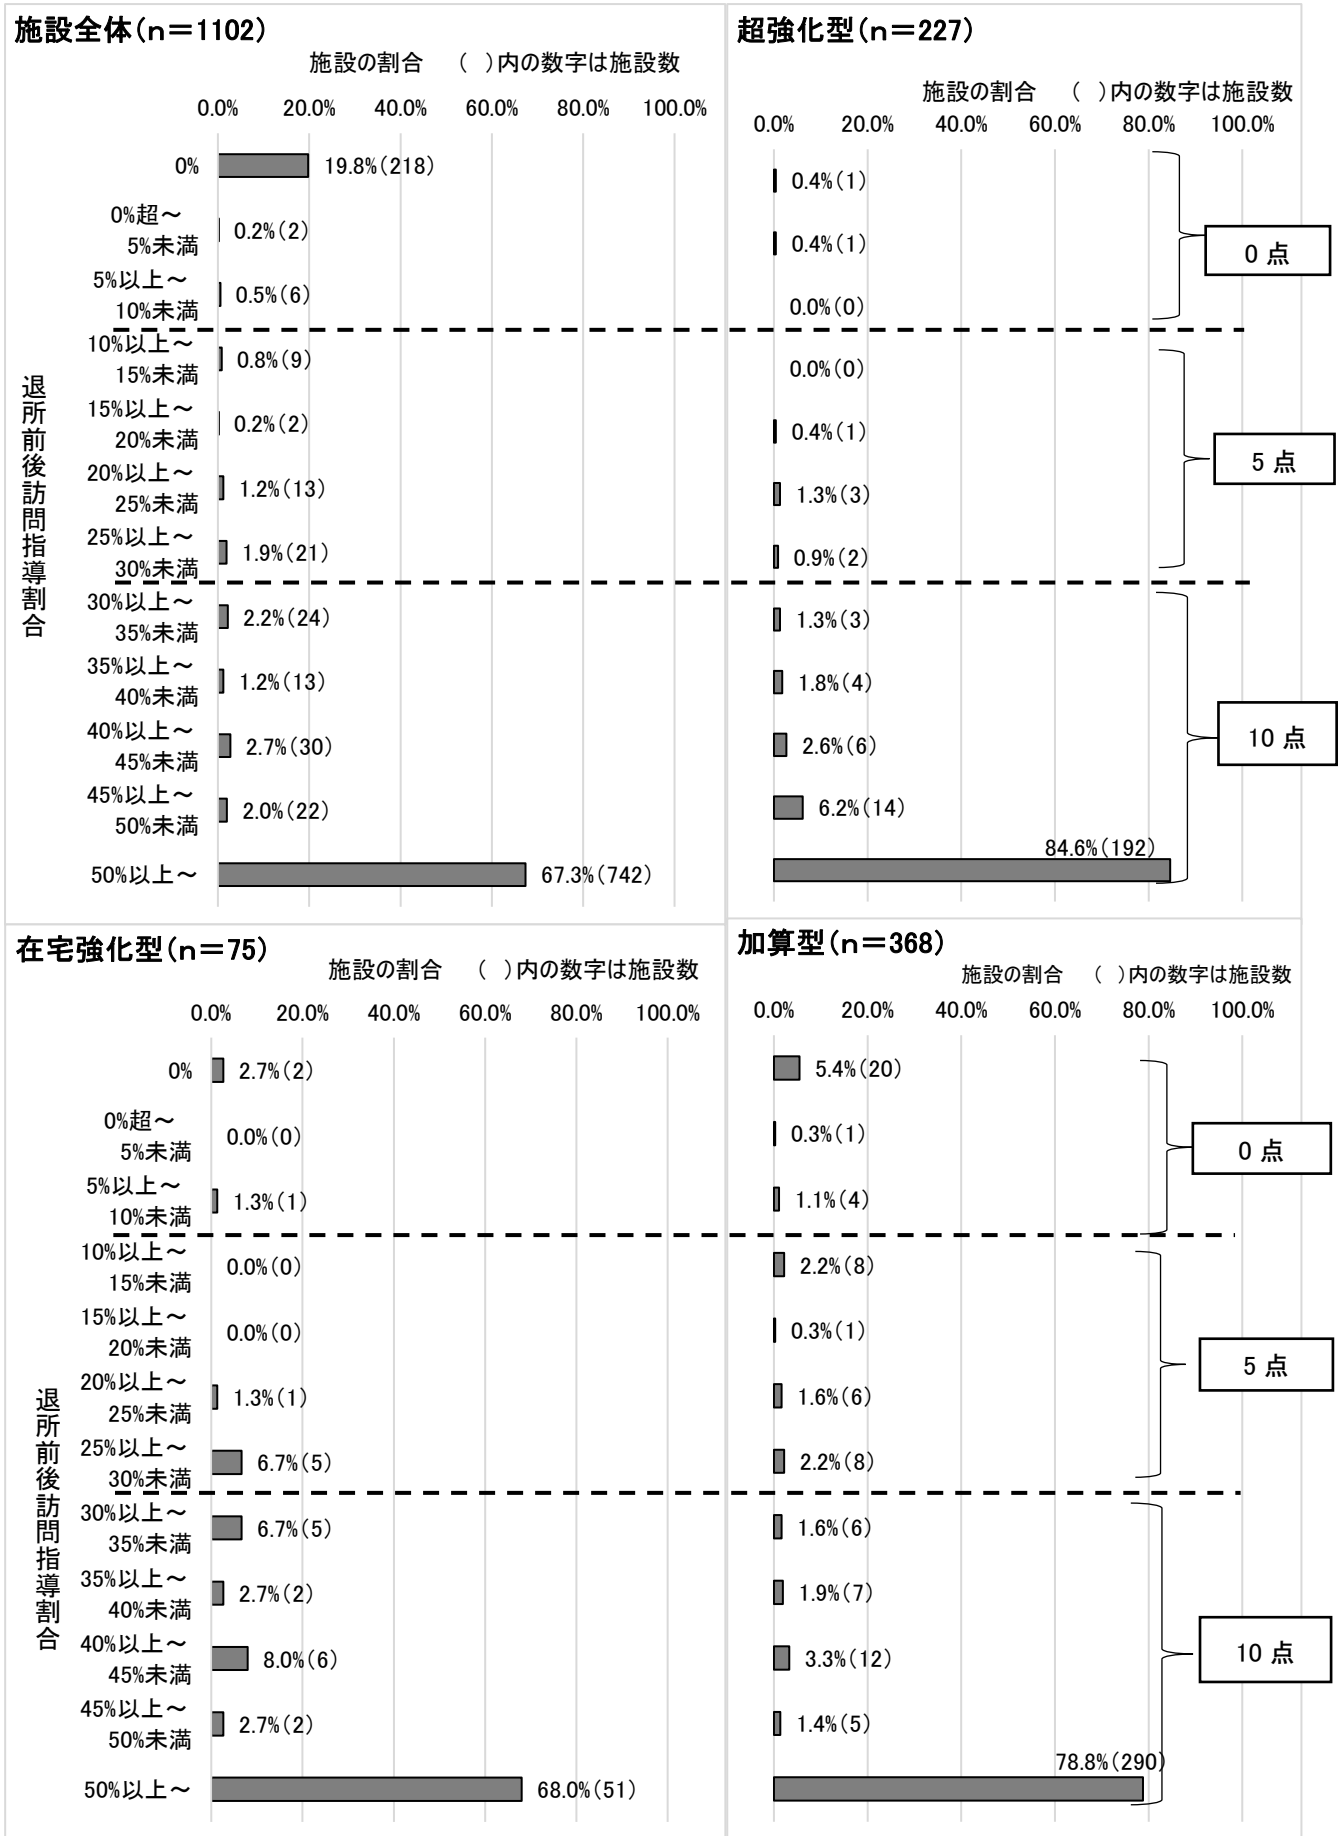 施設全体(n=1102)
施設の割合 ( )内の数字は施設数
0.0% 20.0% 40.0% 60.0% 80.0% 100.0%
退所前後訪問指導割合
0% 19.8%(218)
0%超～
5%未満 0.2%(2)
5%以上～
10%未満 0.5%(6)
10%以上～
15%未満 0.8%(9)
15%以上～
20%未満 0.2%(2)
20%以上～
25%未満 1.2%(13)
25%以上～
30%未満 1.9%(21)
30%以上～
35%未満 2.2%(24)
35%以上～
40%未満 1.2%(13)
40%以上～
45%未満 2.7%(30)
45%以上～
50%未満 2.0%(22)
50%以上～ 67.3%(742)
超強化型(n=227)
施設の割合 ( )内の数字は施設数
0.0% 20.0% 40.0% 60.0% 80.0% 100.0%
0.4%(1)
0.4%(1)
0.0%(0)
0 点
0.0%(0)
0.4%(1)
1.3%(3)
0.9%(2)
5 点
1.3%(3)
1.8%(4)
2.6%(6)
6.2%(14)
84.6%(192)
10 点
在宅強化型(n=75)
施設の割合 ( )内の数字は施設数
0.0% 20.0% 40.0% 60.0% 80.0% 100.0%
退所前後訪問指導割合
0% 2.7%(2)
0%超～
5%未満 0.0%(0)
5%以上～
10%未満 1.3%(1)
10%以上～
15%未満 0.0%(0)
15%以上～
20%未満 0.0%(0)
20%以上～
25%未満 1.3%(1)
25%以上～
30%未満 6.7%(5)
30%以上～
35%未満 6.7%(5)
35%以上～
40%未満 2.7%(2)
40%以上～
45%未満 8.0%(6)
45%以上～
50%未満 2.7%(2)
50%以上～ 68.0%(51)
加算型(n=368)
施設の割合 ( )内の数字は施設数
0.0% 20.0% 40.0% 60.0% 80.0% 100.0%
5.4%(20)
0.3%(1)
1.1%(4)
0 点
2.2%(8)
0.3%(1)
1.6%(6)
2.2%(8)
5 点
1.6%(6)
1.9%(7)
3.3%(12)
1.4%(5)
78.8%(290)
10 点